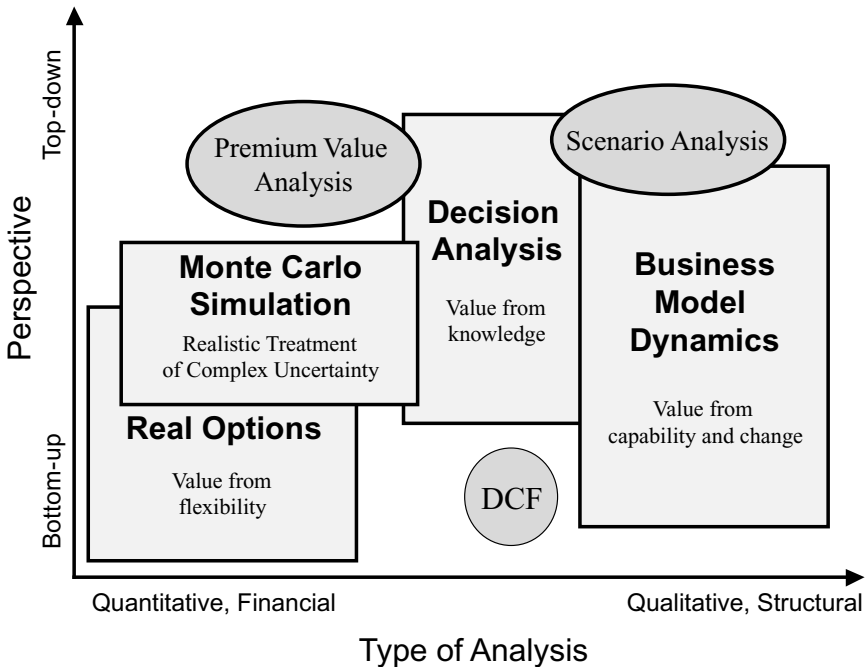 Perspective
Top-down
Bottom-up
Premium Value
Analysis
Scenario Analysis
Decision
Analysis
Value from
knowledge
Monte Carlo
Simulation
Realistic Treatment
of Complex Uncertainty
Business
Model
Dynamics
Value from
capability and change
Real Options
Value from
flexibility
DCF
Quantitative, Financial
Qualitative, Structural
Type of Analysis